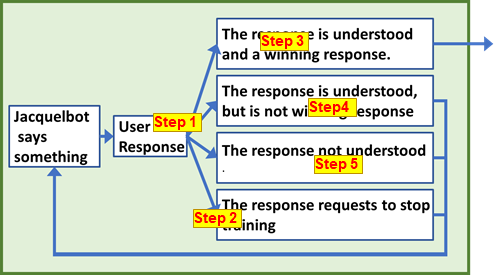 The response is understood
Step 3
and a winning response.
The response is understood,
Step4
but is not response
Jacquelbot
says
something
User
Step 1
Response
The response not understood
.
Step 5
The response requests to stop
Step 2
training